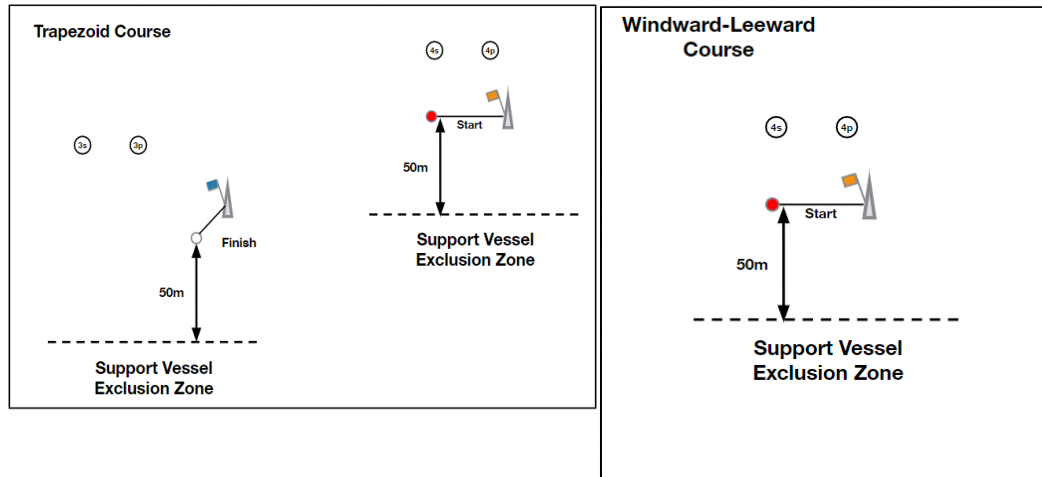 Trapezoid Course
4s
4p
Start
50m
Support Vessel
Exclusion Zone
3s
3p
Finish
50m
Support Vessel
Exclusion Zone
Windward-Leeward
Course
4s
4p
Start
50m
Support Vessel
Exclusion Zone